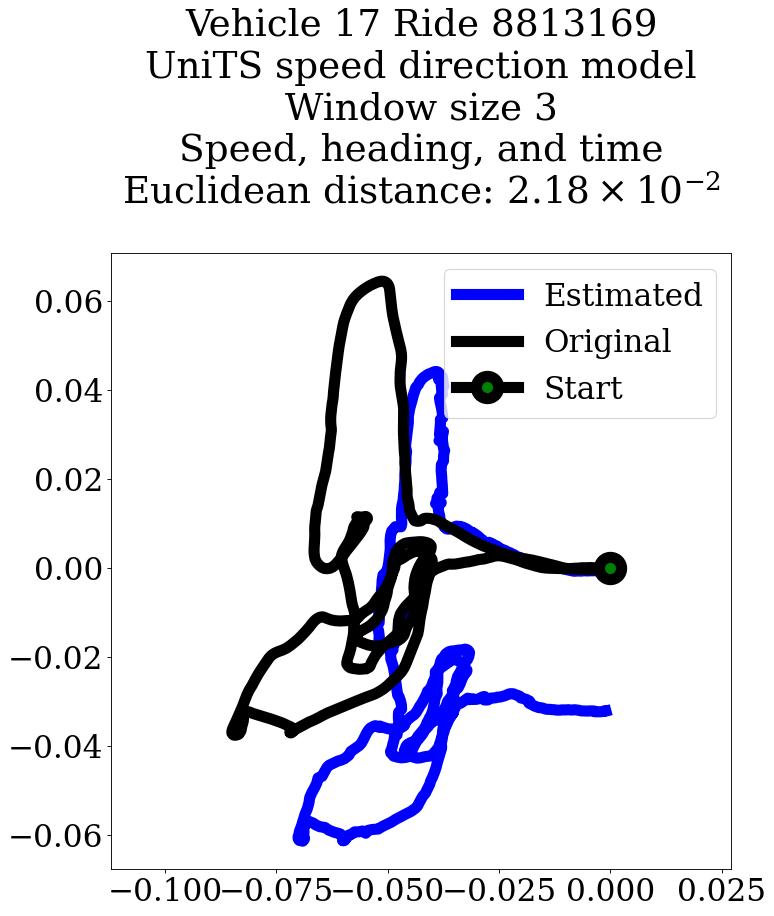 Vehicle 17 Ride 8813169
UniTS speed direction model
Window size 3
Speed, heading, and time
Euclidean distance: 2.18 × 10⁻²
Estimated
Original
Start
0.06
0.04
0.02
0.00
−0.02
−0.04
−0.06
−0.100 −0.075 −0.050 −0.025 0.000 0.025